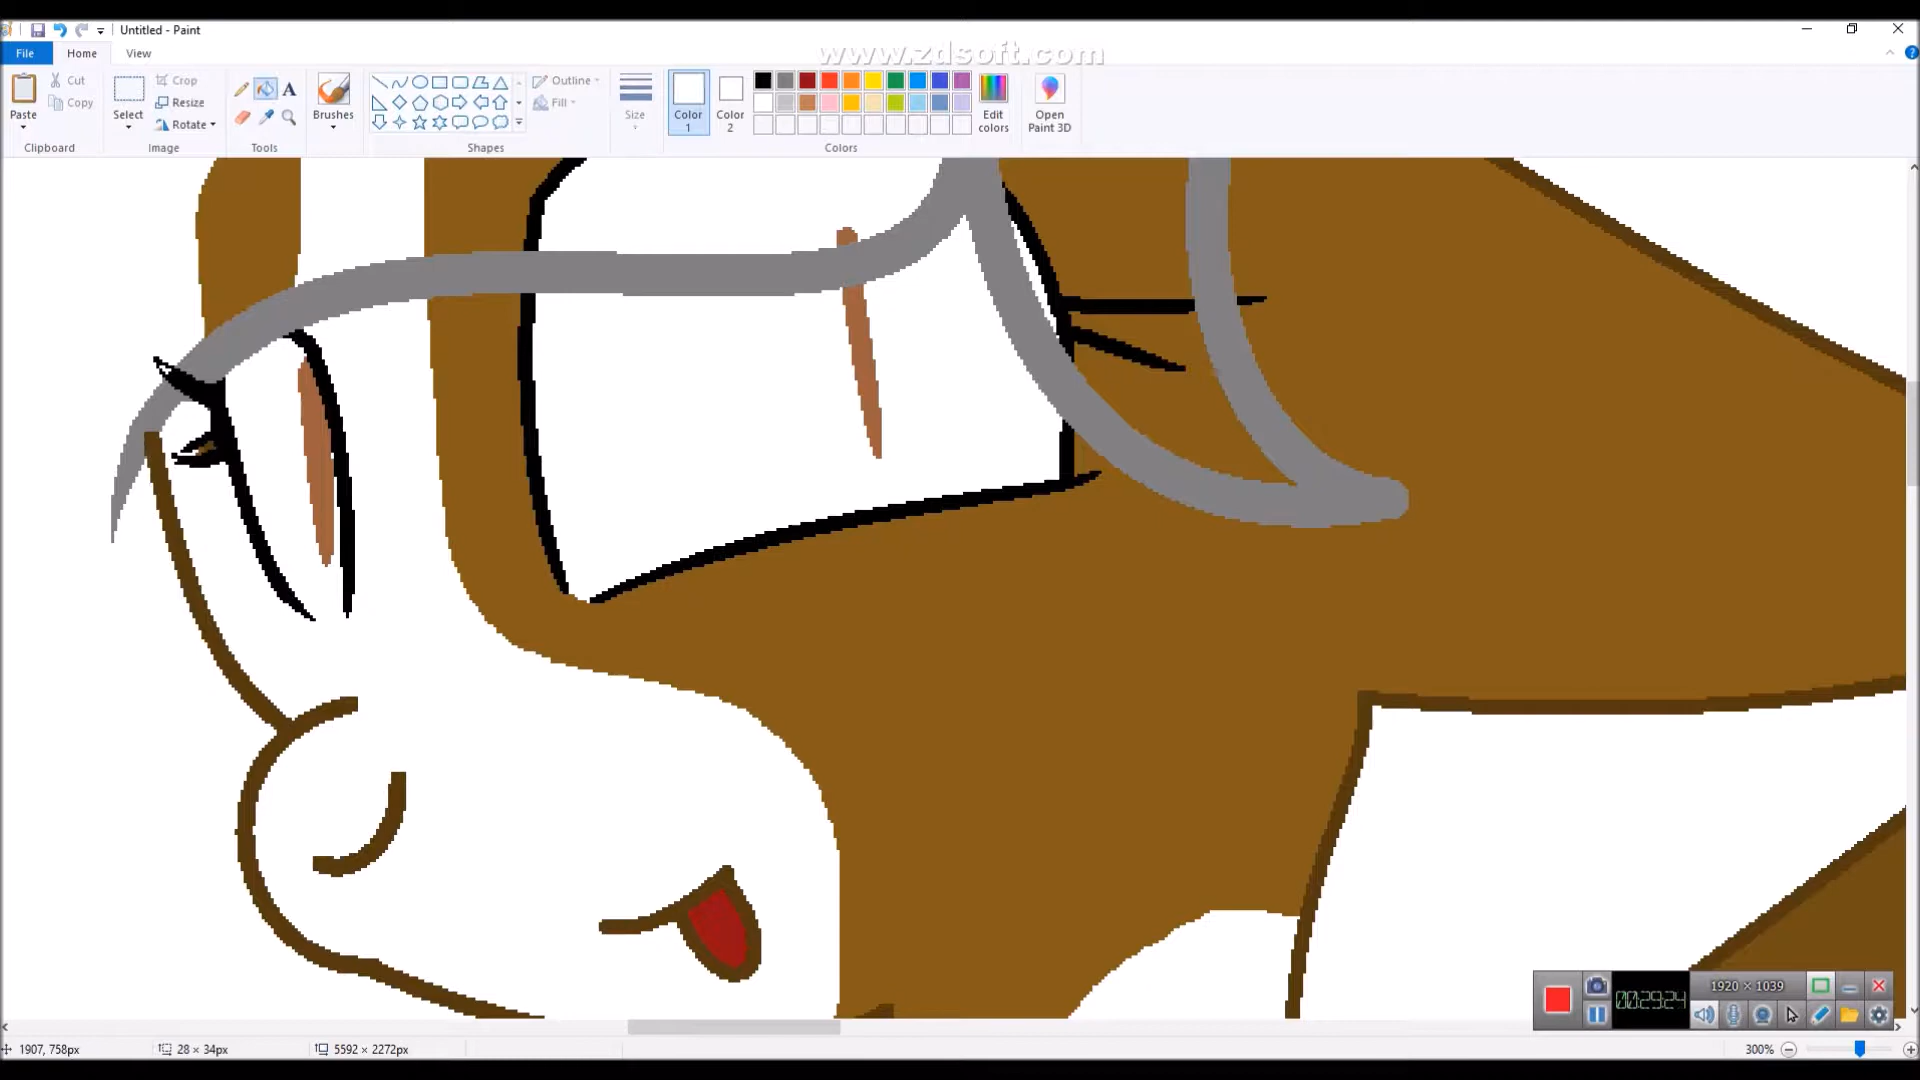 Untitled - Paint
www.zdsoft.com
File Home View
Cut
Copy
Paste
Clipboard
Select
Crop
Resize
Rotate
Image
A
Tools
Brushes
Shapes
Outline
Fill
Size
Color 1
Color 2
Colors
Edit colors
Open Paint 3D
1920 × 1039
00:29:24
1907, 758px
28 × 34px
5592 × 2272px
300%